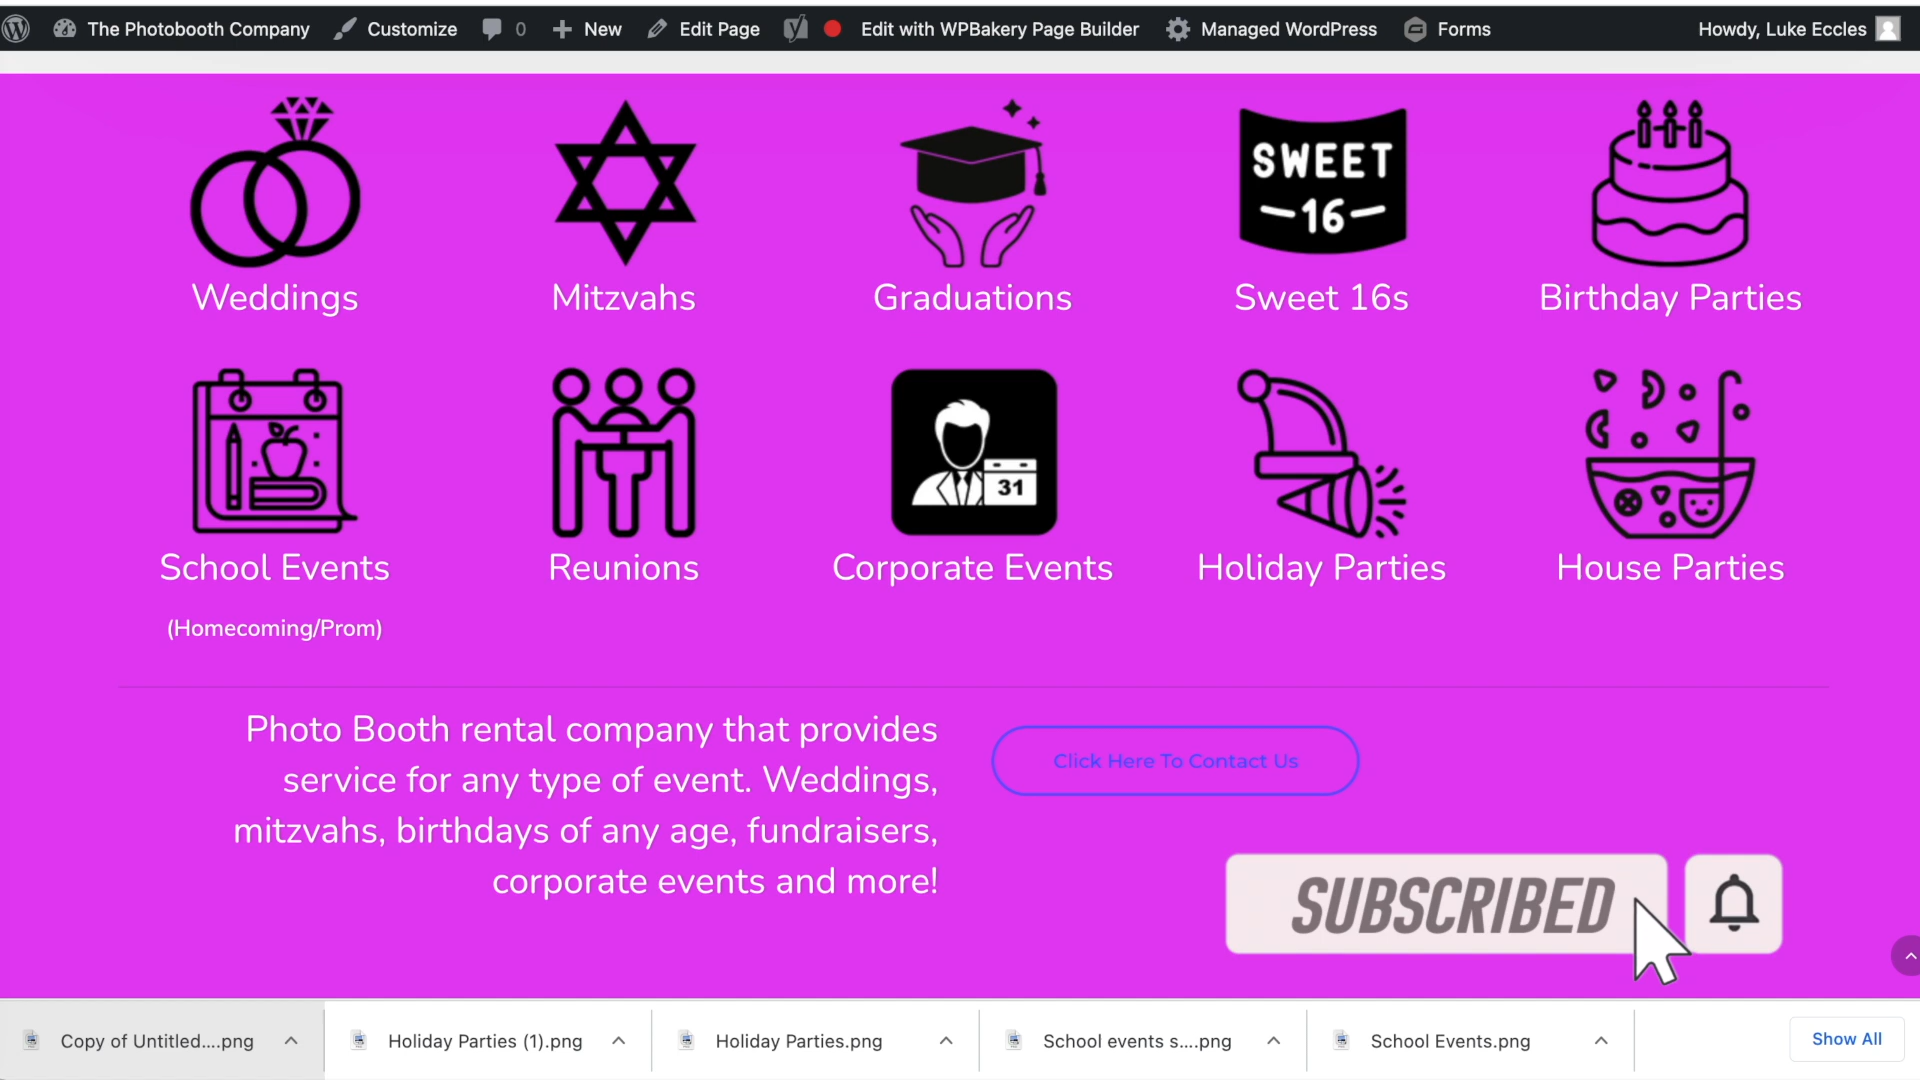 The Photobooth Company Customize 0 New Edit Page Edit with WPBakery Page Builder Managed WordPress Forms Howdy, Luke Eccles
SWEET
-16-
Weddings Mitzvahs Graduations Sweet 16s Birthday Parties
31
School Events Reunions Corporate Events Holiday Parties House Parties
(Homecoming/Prom)
Photo Booth rental company that provides
service for any type of event. Weddings,
mitzvahs, birthdays of any age, fundraisers,
corporate events and more!
Click Here To Contact Us
SUBSCRIBED
Copy of Untitled....png Holiday Parties (1).png Holiday Parties.png School events s....png School Events.png Show All